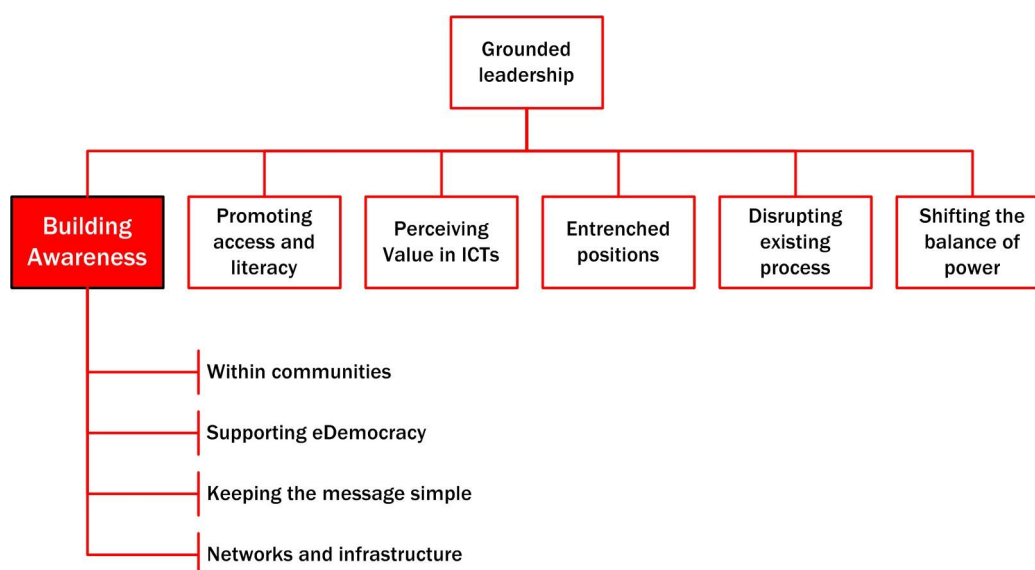 Grounded
leadership
Building
Awareness
Promoting
access and
literacy
Perceiving
Value in ICTs
Entrenched
positions
Disrupting
existing
process
Shifting the
balance of
power
Within communities
Supporting eDemocracy
Keeping the message simple
Networks and infrastructure